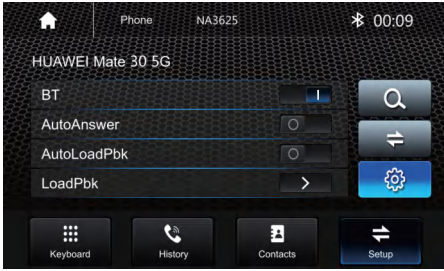 Phone NA3625 00:09
HUAWEI Mate 30 5G
BT
AutoAnswer
AutoLoadPbk
LoadPbk
Keyboard History Contacts Setup